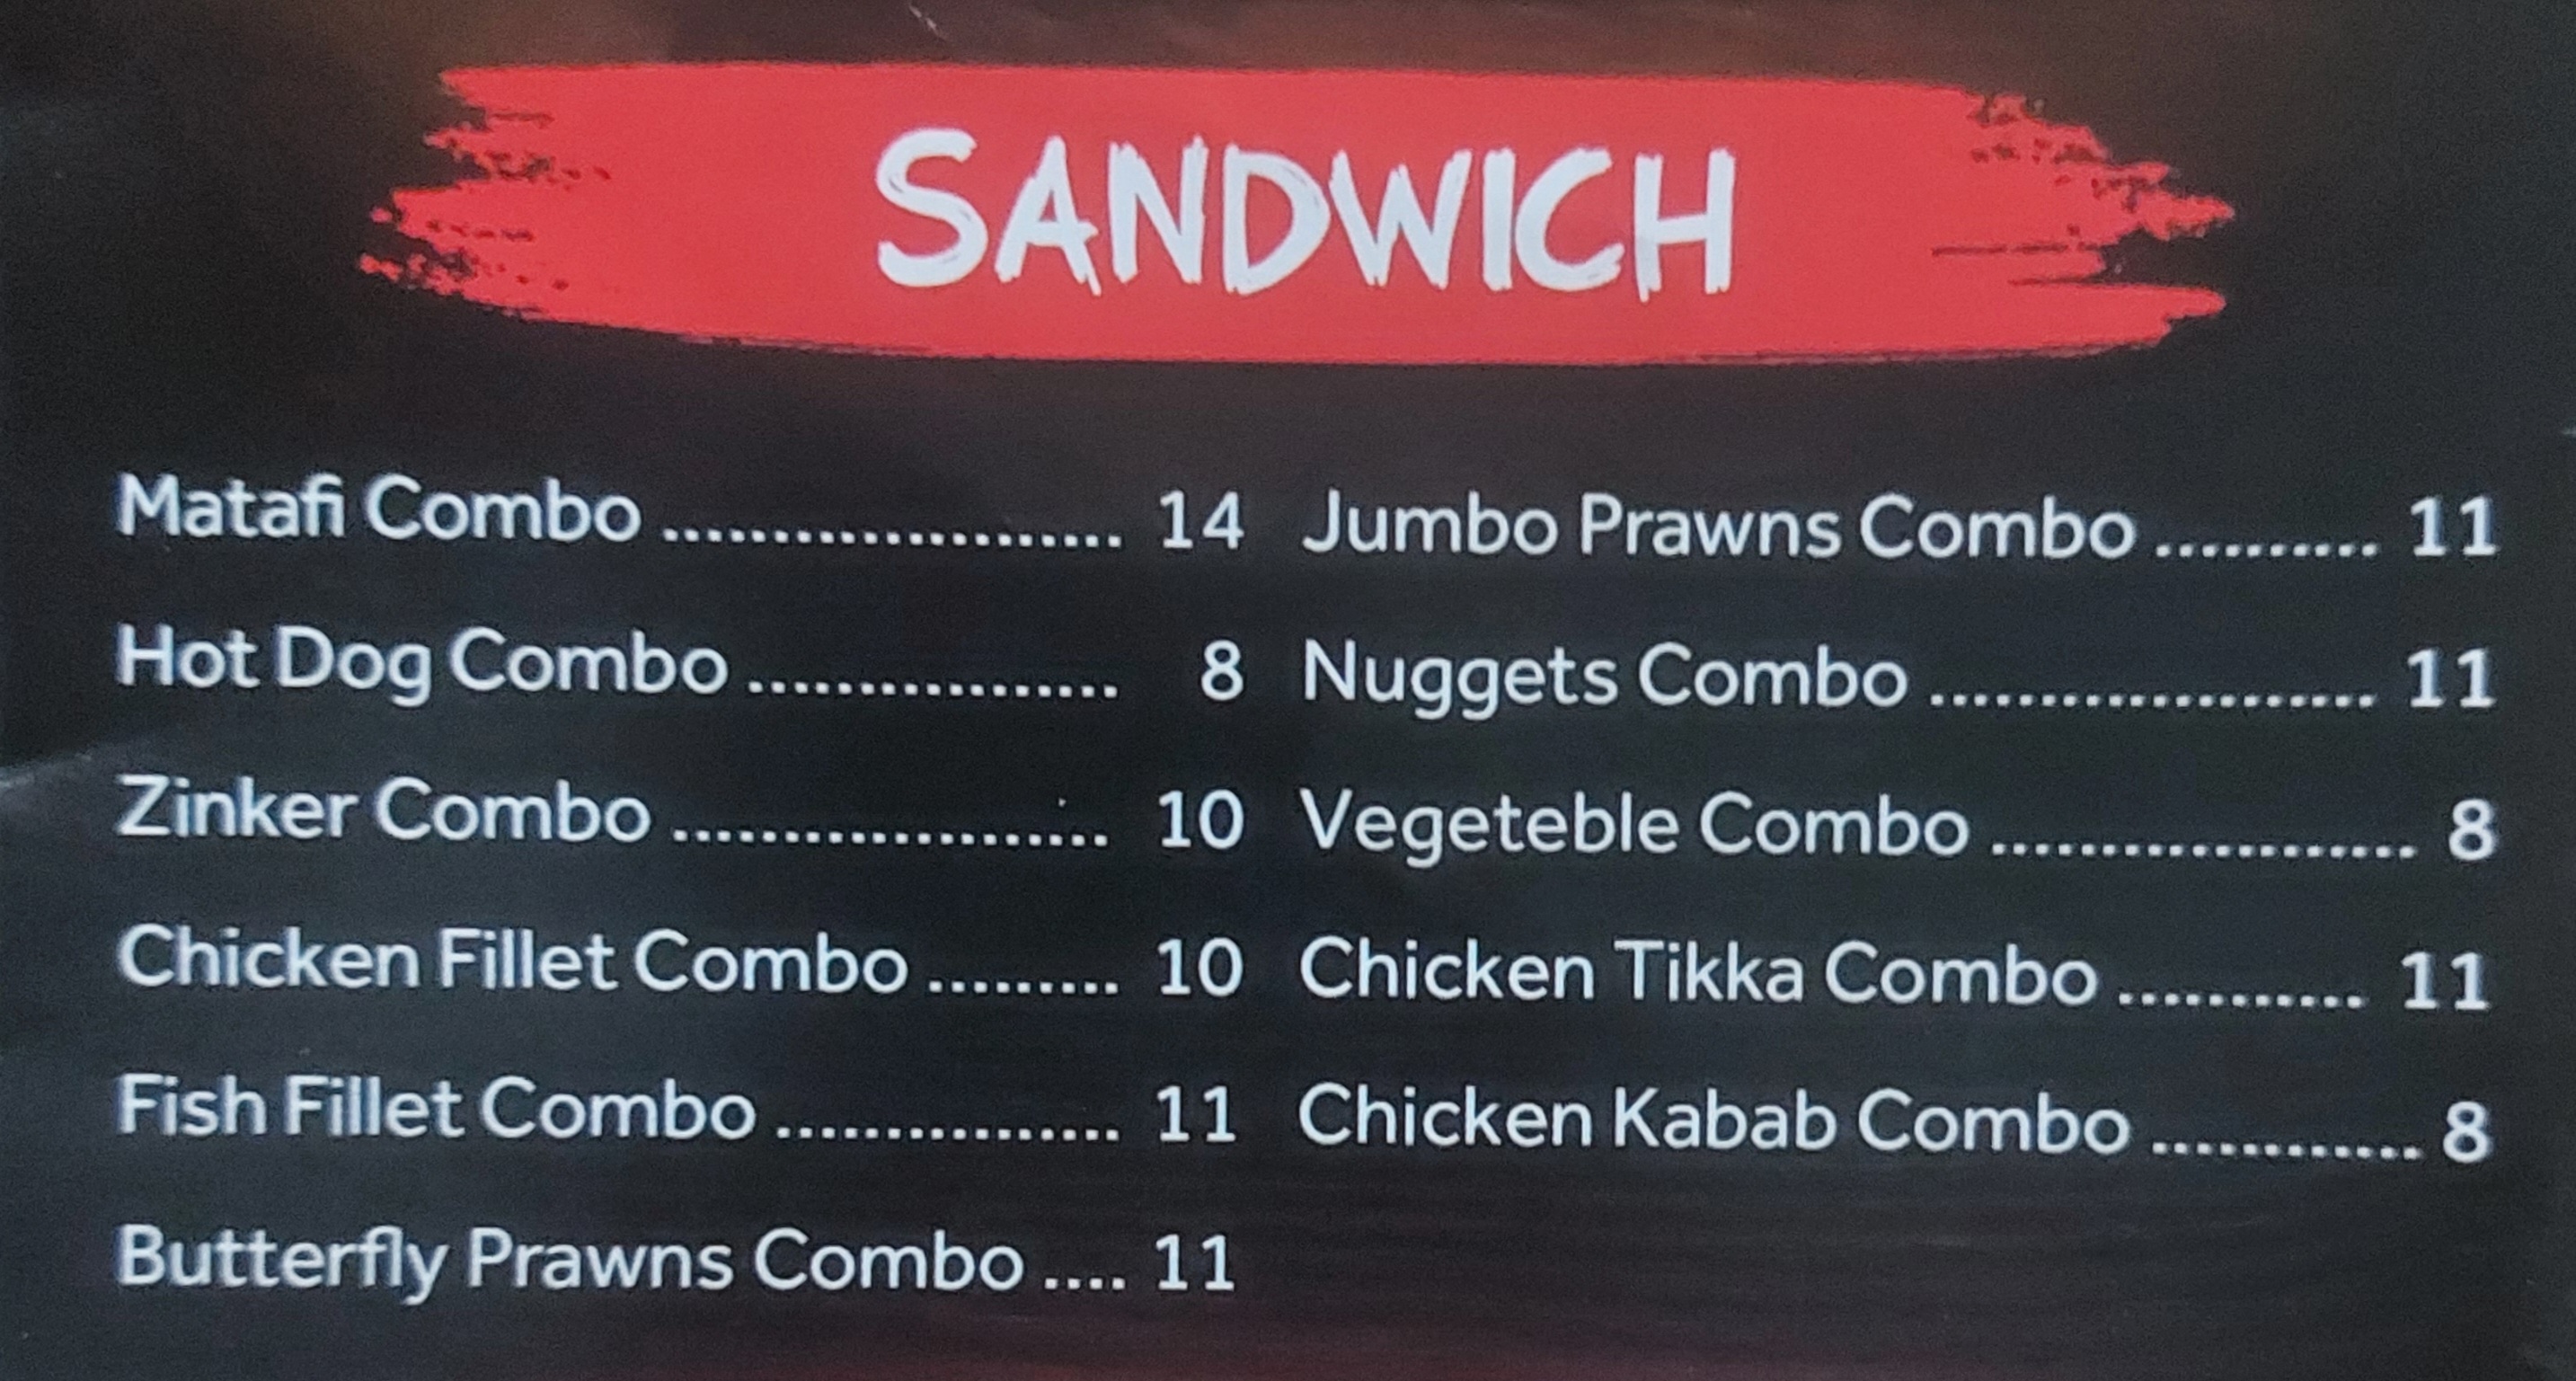 SANDWICH
Matafi Combo ......................... 14
Hot Dog Combo .................... 8
Zinker Combo ........................ 10
Chicken Fillet Combo .......... 10
Fish Fillet Combo ................... 11
Butterfly Prawns Combo .... 11
Jumbo Prawns Combo ............ 11
Nuggets Combo ........................ 11
Vegeteble Combo ....................... 8
Chicken Tikka Combo ............. 11
Chicken Kabab Combo .............. 8